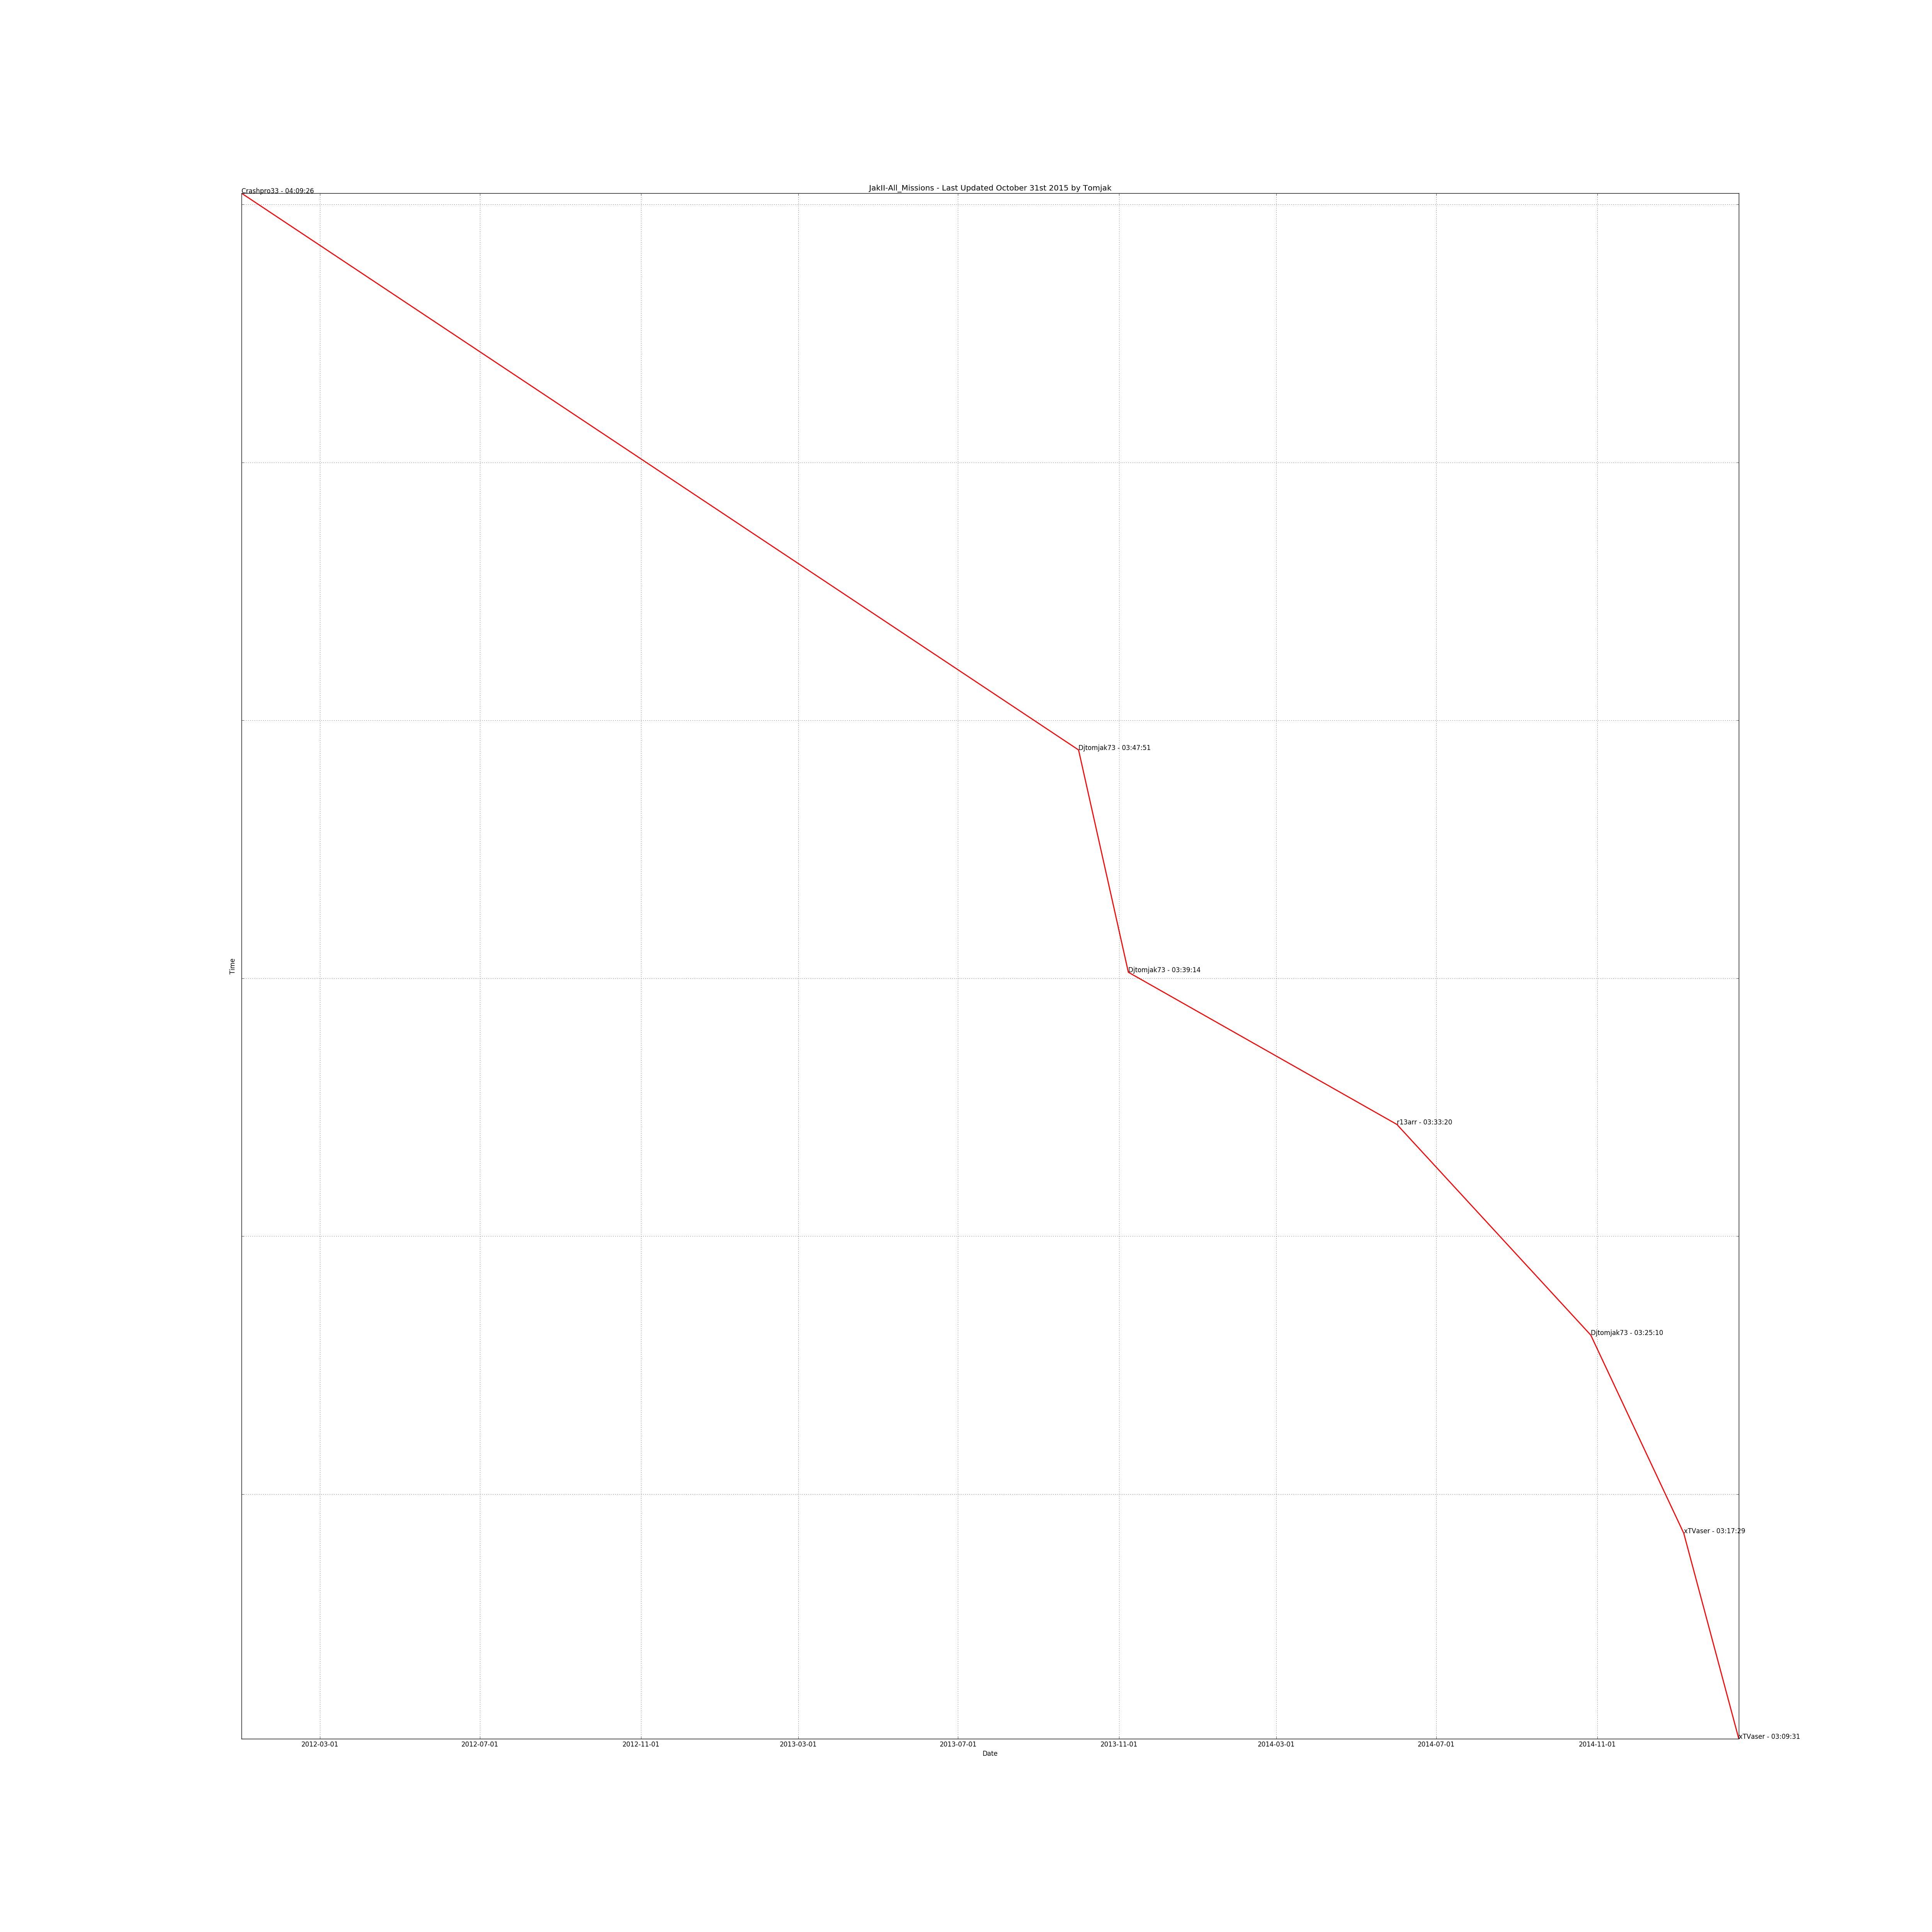 JakII-All_Missions - Last Updated October 31st 2015 by Tomjak
Crashpro33 - 04:09:26
Djtomjak73 - 03:47:51
Time
Djtomjak73 - 03:39:14
r13arr - 03:33:20
Djtomjak73 - 03:25:10
xTVaser - 03:17:29
xTVaser - 03:09:31
2012-03-01 2012-07-01 2012-11-01 2013-03-01 2013-07-01 2013-11-01 2014-03-01 2014-07-01 2014-11-01
Date